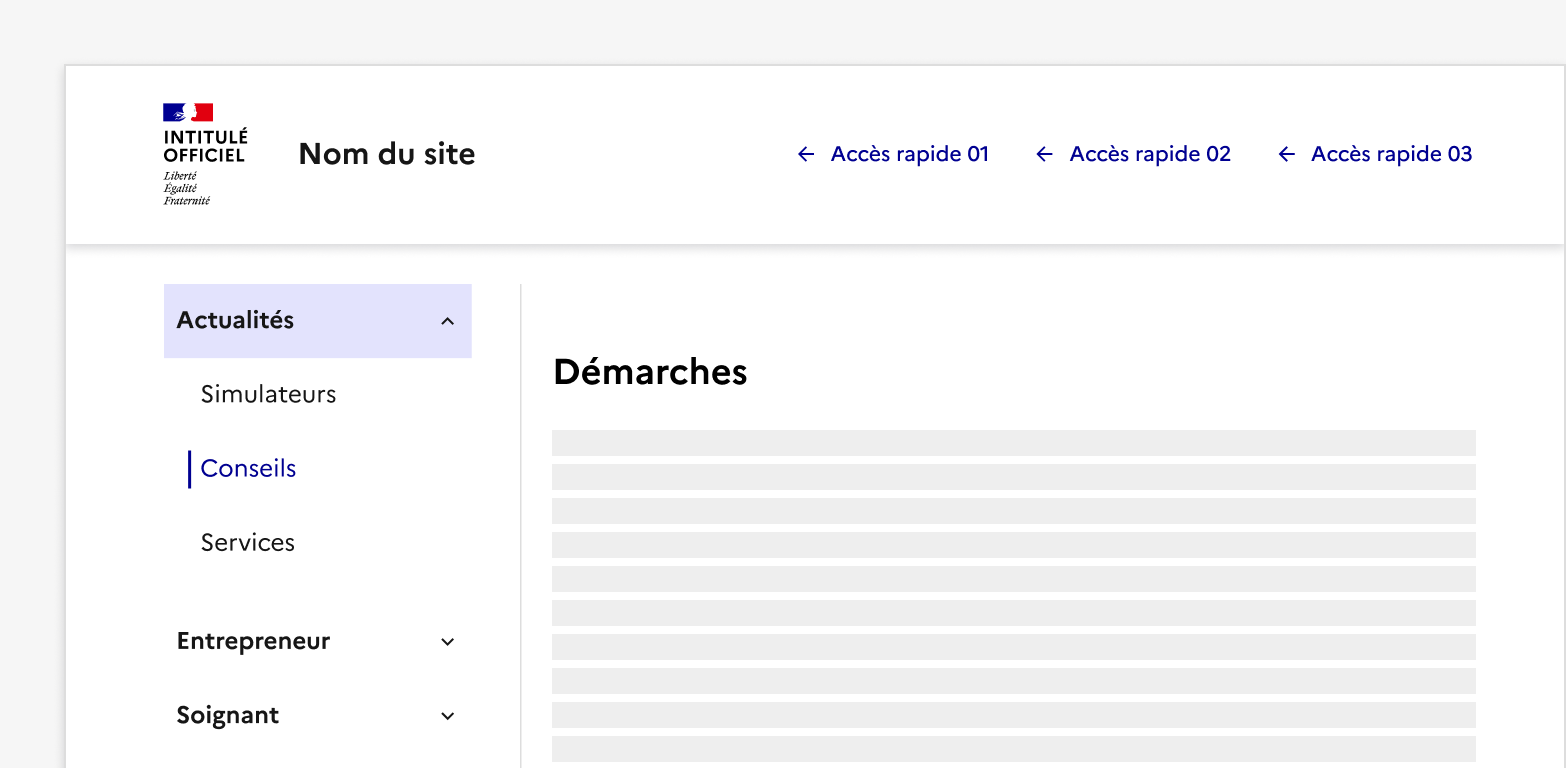 INTITULÉ
OFFICIEL
Liberté
Égalité
Fraternité
Nom du site
Accès rapide 01
Accès rapide 02
Accès rapide 03
Actualités
Simulateurs
Conseils
Services
Entrepreneur
Soignant
Démarches